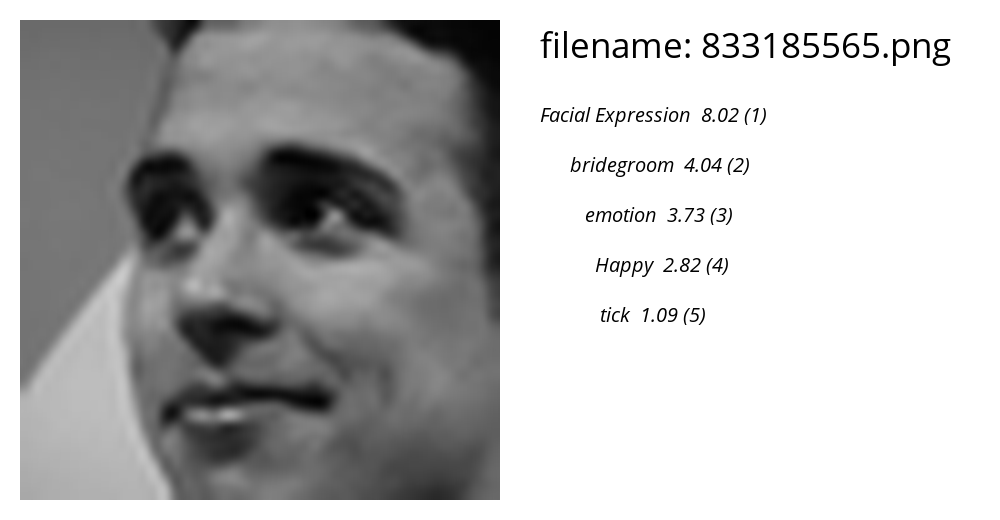 filename: 833185565.png
Facial Expression 8.02 (1)
bridegroom 4.04 (2)
emotion 3.73 (3)
Happy 2.82 (4)
tick 1.09 (5)